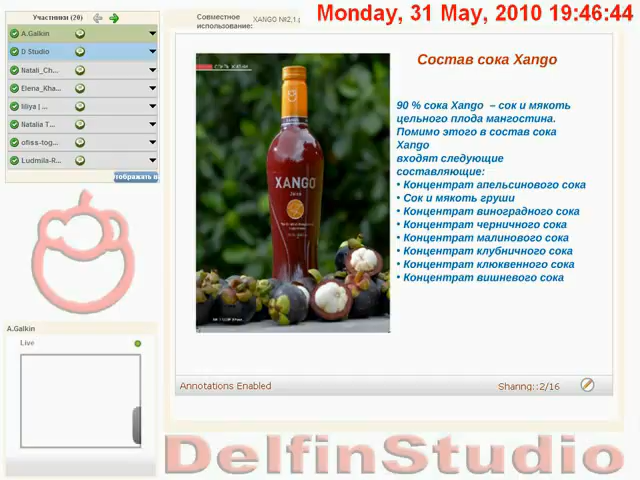 Monday, 31 May, 2010 19:46:44
Участники (20)
A.Galkin
D Studio
Natali_Ch...
Elena_Kha...
liliya | ...
Natalia T...
ofiss-tog...
Ludmila-R...
Совместное
использование:
XANGO №2,1.
Состав сока Xango
90 % сока Xango – сок и мякоть
цельного плода мангостина.
Помимо этого в состав сока
Xango
входят следующие
составляющие:
• Концентрат апельсинового сока
• Сок и мякоть груши
• Концентрат виноградного сока
• Концентрат черничного сока
• Концентрат малинового сока
• Концентрат клубничного сока
• Концентрат клюквенного сока
• Концентрат вишневого сока
XANGO
Juice
A.Galkin
Live
Annotations Enabled
Sharing::2/16
DelfinStudio